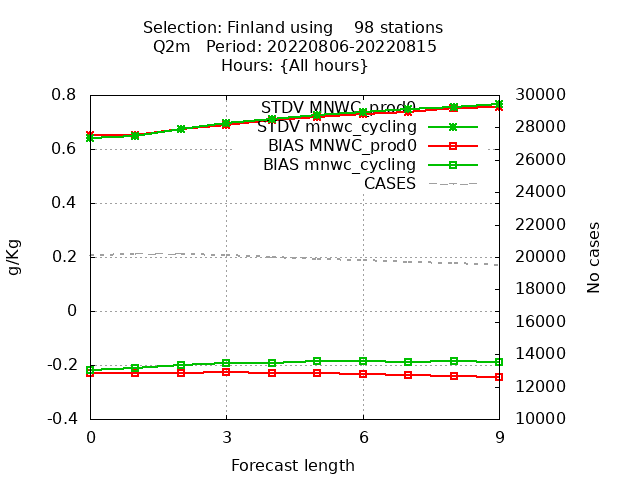 Selection: Finland using    98 stations
Q2m   Period: 20220806-20220815
Hours: {All hours}
0.8
0.6
0.4
0.2
0
-0.2
-0.4
g/Kg
STDV MNWC_prod0
STDV mnwc_cycling
BIAS MNWC_prod0
BIAS mnwc_cycling
CASES
30000
28000
26000
24000
22000
20000
18000
16000
14000
12000
10000
No cases
0 3 6 9
Forecast length